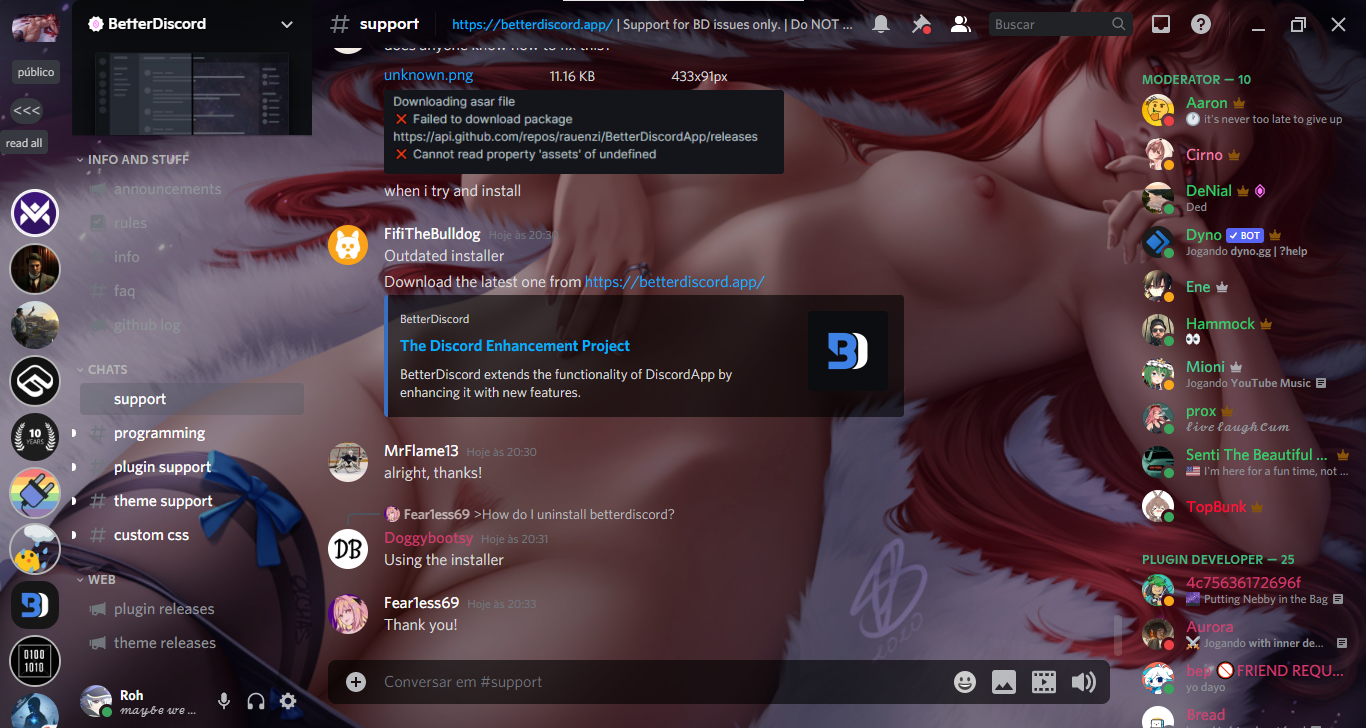 BetterDiscord
# support
https://betterdiscord.app/ | Support for BD issues only. | Do NOT ...
Buscar
público
<<<
read all
INFO AND STUFF
announcements
rules
info
faq
github log
CHATS
support
programming
plugin support
theme support
custom css
WEB
plugin releases
theme releases
10
YEARS
0100
1010
Roh
maybe we ...
does anyone know how to fix this?
unknown.png 11.16 KB 433x91px
Downloading asar file
❌ Failed to download package
https://api.github.com/repos/rauenzi/BetterDiscordApp/releases
❌ Cannot read property 'assets' of undefined
when i try and install
FifiTheBulldog Hoje às 20:30
Outdated installer
Download the latest one from https://betterdiscord.app/
BetterDiscord
The Discord Enhancement Project
BetterDiscord extends the functionality of DiscordApp by
enhancing it with new features.
MrFlame13 Hoje às 20:30
alright, thanks!
Fear1ess69 >How do I uninstall betterdiscord?
DB
Doggybootsy Hoje às 20:31
Using the installer
Fear1ess69 Hoje às 20:33
Thank you!
2020
Conversar em #support
MODERATOR — 10
Aaron
it's never too late to give up
Cirno
DeNial
Ded
Dyno ✓ BOT
Jogando dyno.gg | ?help
Ene
Hammock
👀
Mioni
Jogando YouTube Music
prox
live laugh cum
Senti The Beautiful ...
🇺🇸 I'm here for a fun time, not ...
TopBunk
PLUGIN DEVELOPER — 25
4c75636172696f
Putting Nebby in the Bag
Aurora
⚔ Jogando with inner de...
🚫 FRIEND REQU...
yo dayo
Bread